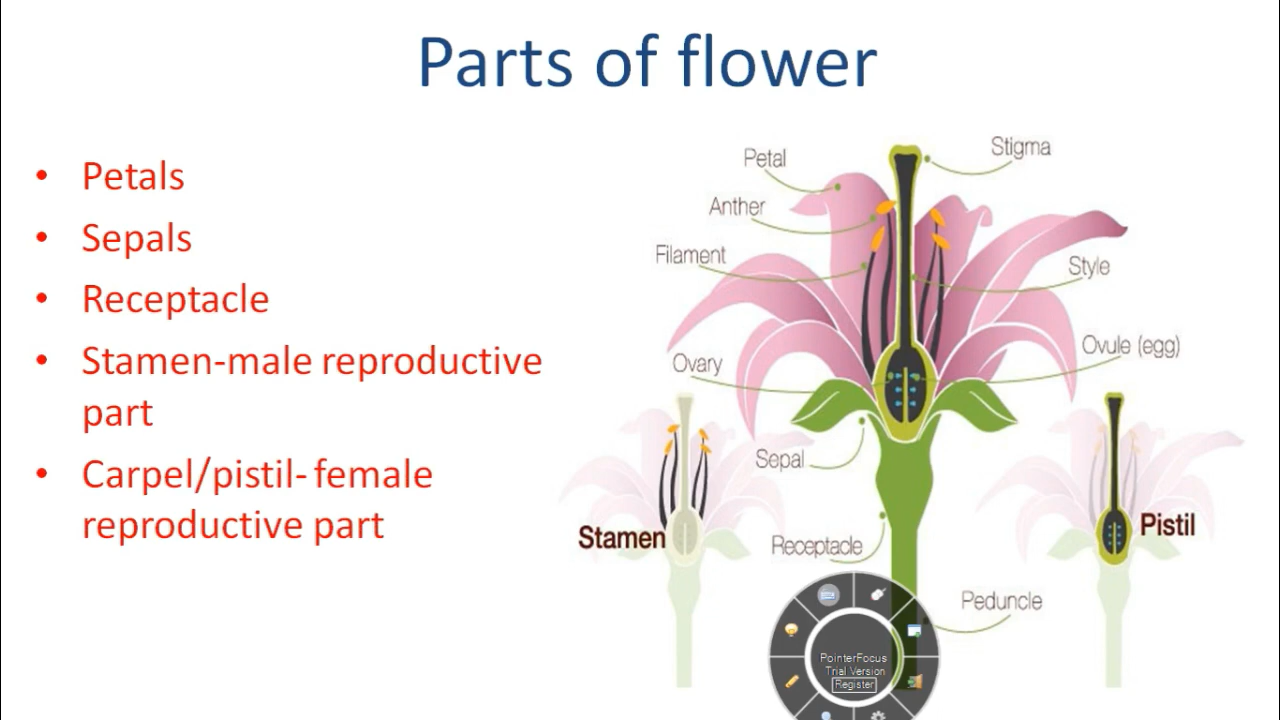 Parts of flower
• Petals
• Sepals
• Receptacle
• Stamen-male reproductive
part
• Carpel/pistil- female
reproductive part
Petal
Stigma
Anther
Filament
Style
Ovary
Ovule (egg)
Sepal
Stamen
Pistil
Receptacle
Peduncle
PointerFocus
Trial Version
Register